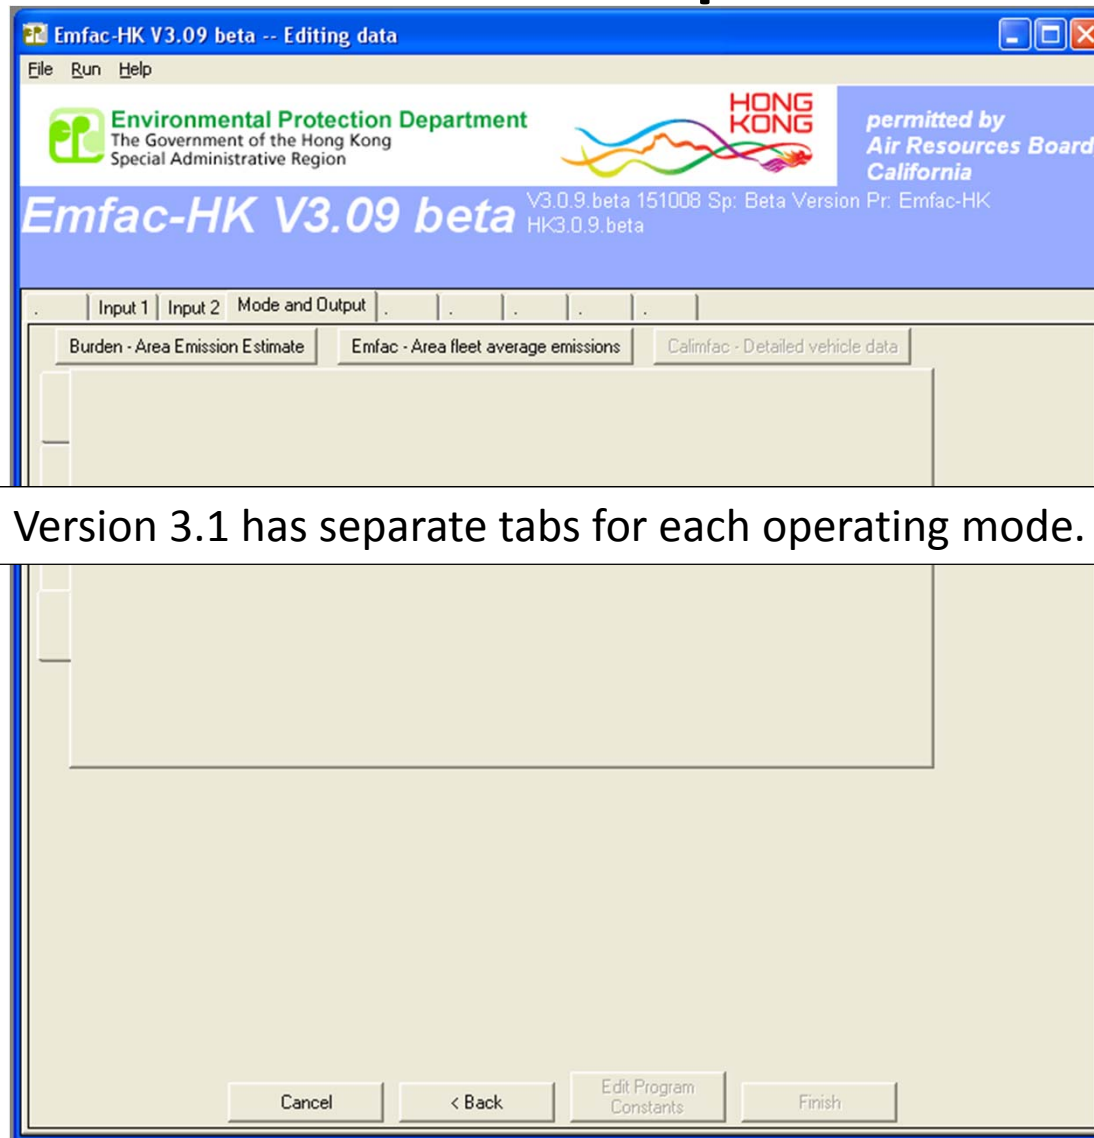 Emfac-HK V3.09 beta -- Editing data
File Run Help
Environmental Protection Department
The Government of the Hong Kong
Special Administrative Region
HONG
KONG
permitted by
Air Resources Board
California
Emfac-HK V3.09 beta
V3.0.9.beta 151008 Sp: Beta Version Pr: Emfac-HK
HK3.0.9.beta
. Input 1 Input 2 Mode and Output . . . . .
Burden - Area Emission Estimate Emfac - Area fleet average emissions Calimfac - Detailed vehicle data
Version 3.1 has separate tabs for each operating mode.
Cancel < Back Edit Program
Constants Finish